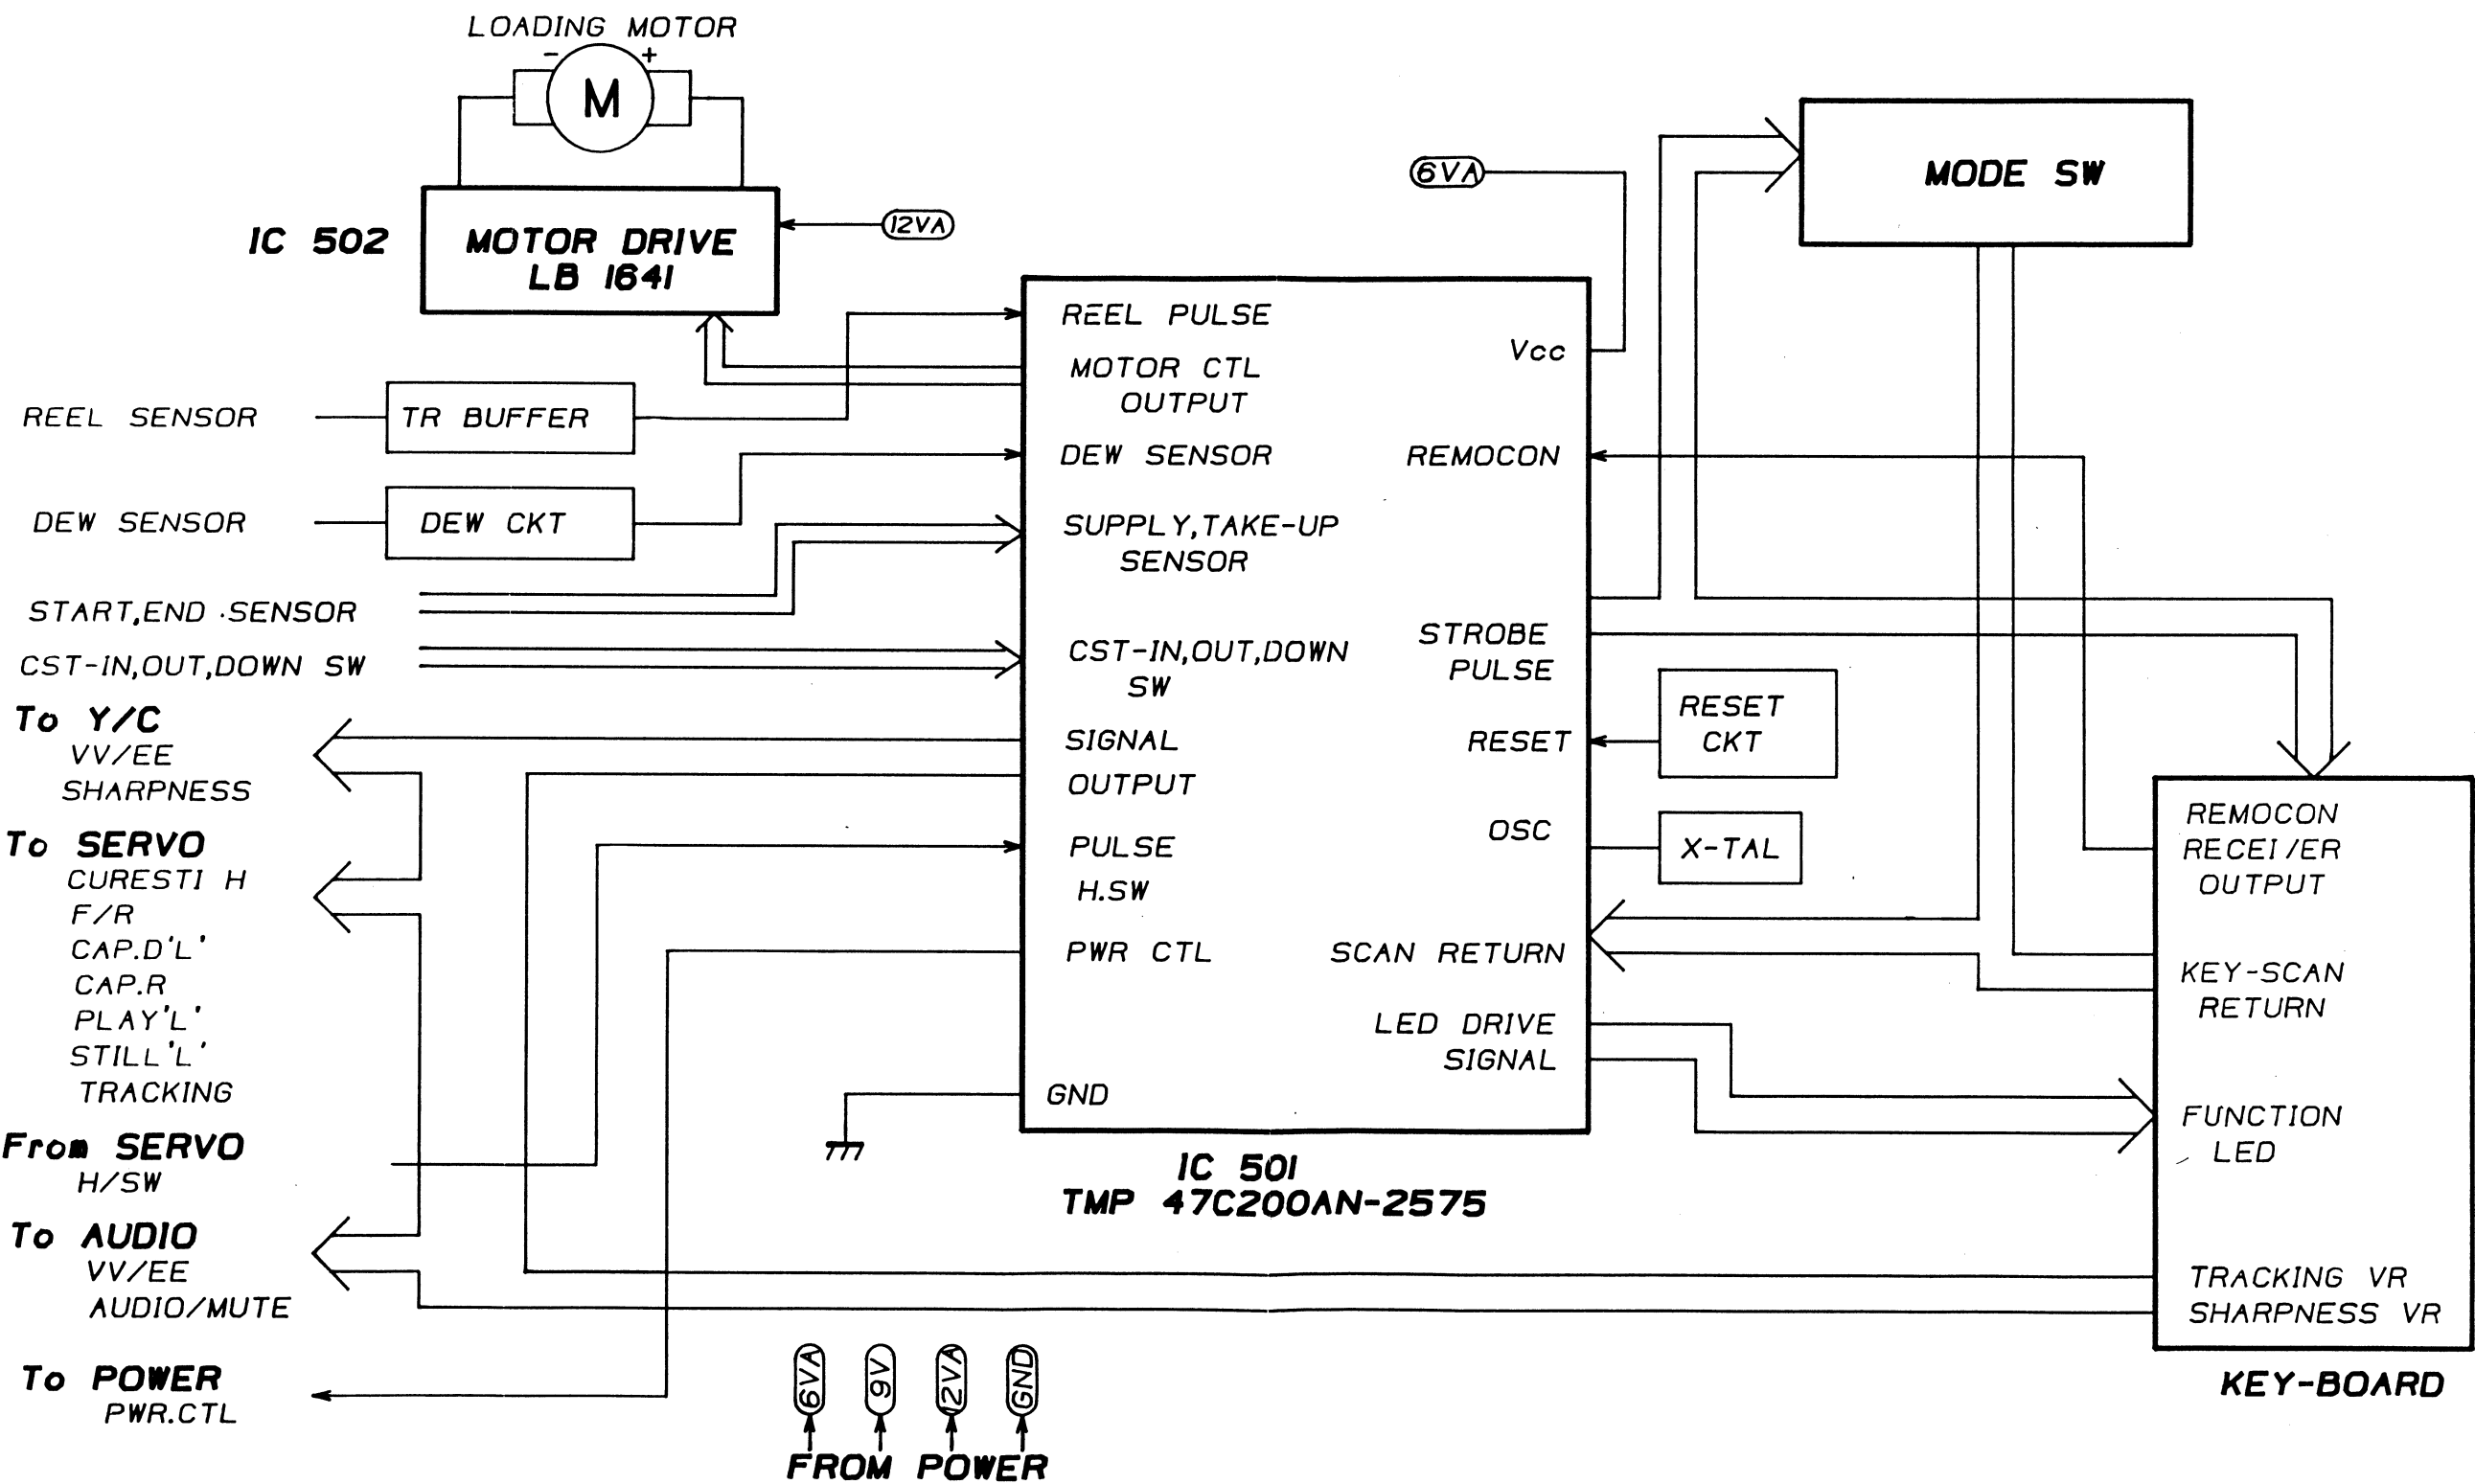 LOADING MOTOR
- +
M
IC 502
MOTOR DRIVE
LB 1641
12VA
6VA
MODE SW
REEL SENSOR
TR BUFFER
DEW SENSOR
DEW CKT
START,END SENSOR
CST-IN,OUT,DOWN SW
To Y/C
VV/EE
SHARPNESS
To SERVO
CURESTI H
F/R
CAP.D'L'
CAP.R
PLAY'L'
STILL'L'
TRACKING
From SERVO
H/SW
To AUDIO
VV/EE
AUDIO/MUTE
To POWER
PWR.CTL
REEL PULSE
MOTOR CTL
OUTPUT
DEW SENSOR
SUPPLY,TAKE-UP
SENSOR
CST-IN,OUT,DOWN
SW
SIGNAL
OUTPUT
PULSE
H.SW
PWR CTL
GND
Vcc
REMOCON
STROBE
PULSE
RESET
OSC
SCAN RETURN
LED DRIVE
SIGNAL
IC 501
TMP 47C200AN-2575
RESET
CKT
X-TAL
REMOCON
RECEI/ER
OUTPUT
KEY-SCAN
RETURN
FUNCTION
LED
TRACKING VR
SHARPNESS VR
KEY-BOARD
6VA
9V
12VA
GND
FROM POWER